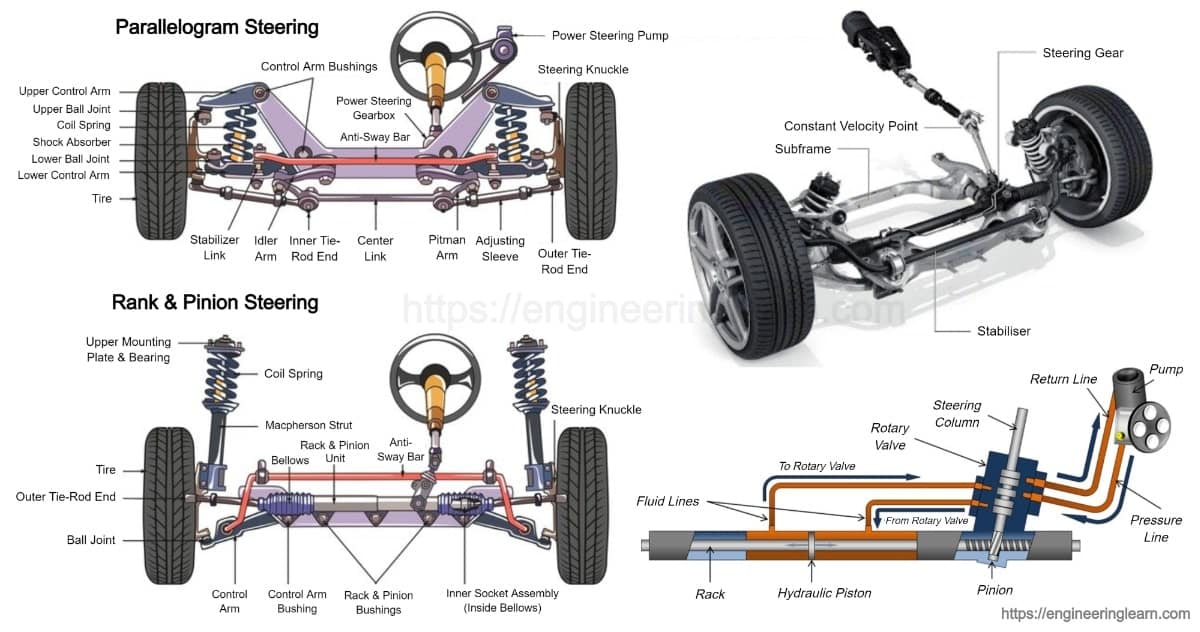 Parallelogram Steering
Power Steering Pump
Control Arm Bushings
Steering Knuckle
Upper Control Arm
Upper Ball Joint
Coil Spring
Shock Absorber
Lower Ball Joint
Lower Control Arm
Tire
Power Steering
Gearbox
Anti-Sway Bar
Stabilizer
Link
Idler
Arm
Inner Tie-
Rod End
Center
Link
Pitman
Arm
Adjusting
Sleeve
Outer Tie-
Rod End
Steering Gear
Constant Velocity Point
Subframe
Stabiliser
Rank & Pinion Steering
Upper Mounting
Plate & Bearing
Coil Spring
Steering Knuckle
Macpherson Strut
Rack & Pinion
Unit
Anti-
Sway Bar
Bellows
Tire
Outer Tie-Rod End
Ball Joint
Control
Arm
Control Arm
Bushing
Rack & Pinion
Bushings
Inner Socket Assembly
(Inside Bellows)
Return Line
Pump
Steering
Column
Rotary
Valve
To Rotary Valve
Fluid Lines
From Rotary Valve
Pressure
Line
Rack
Hydraulic Piston
Pinion
https://engineeringlearn.com